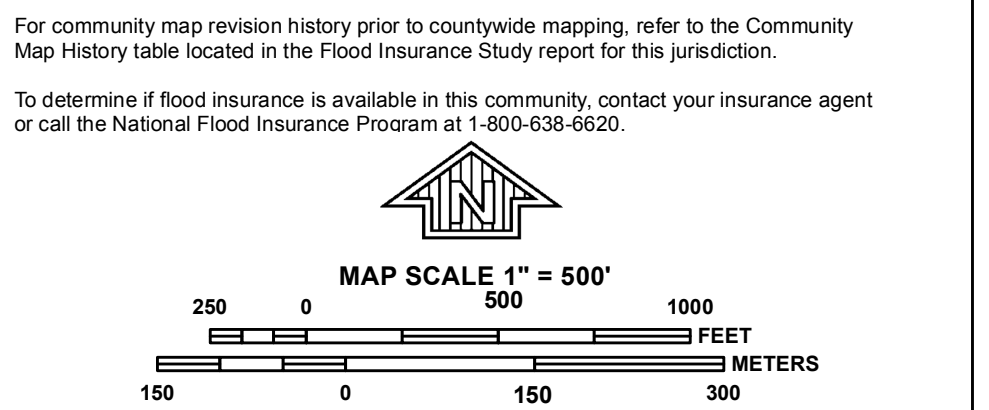 For community map revision history prior to countywide mapping, refer to the Community
Map History table located in the Flood Insurance Study report for this jurisdiction.
To determine if flood insurance is available in this community, contact your insurance agent
or call the National Flood Insurance Program at 1-800-638-6620.
N
MAP SCALE 1" = 500'
250 0 500 1000
FEET
METERS
150 0 150 300